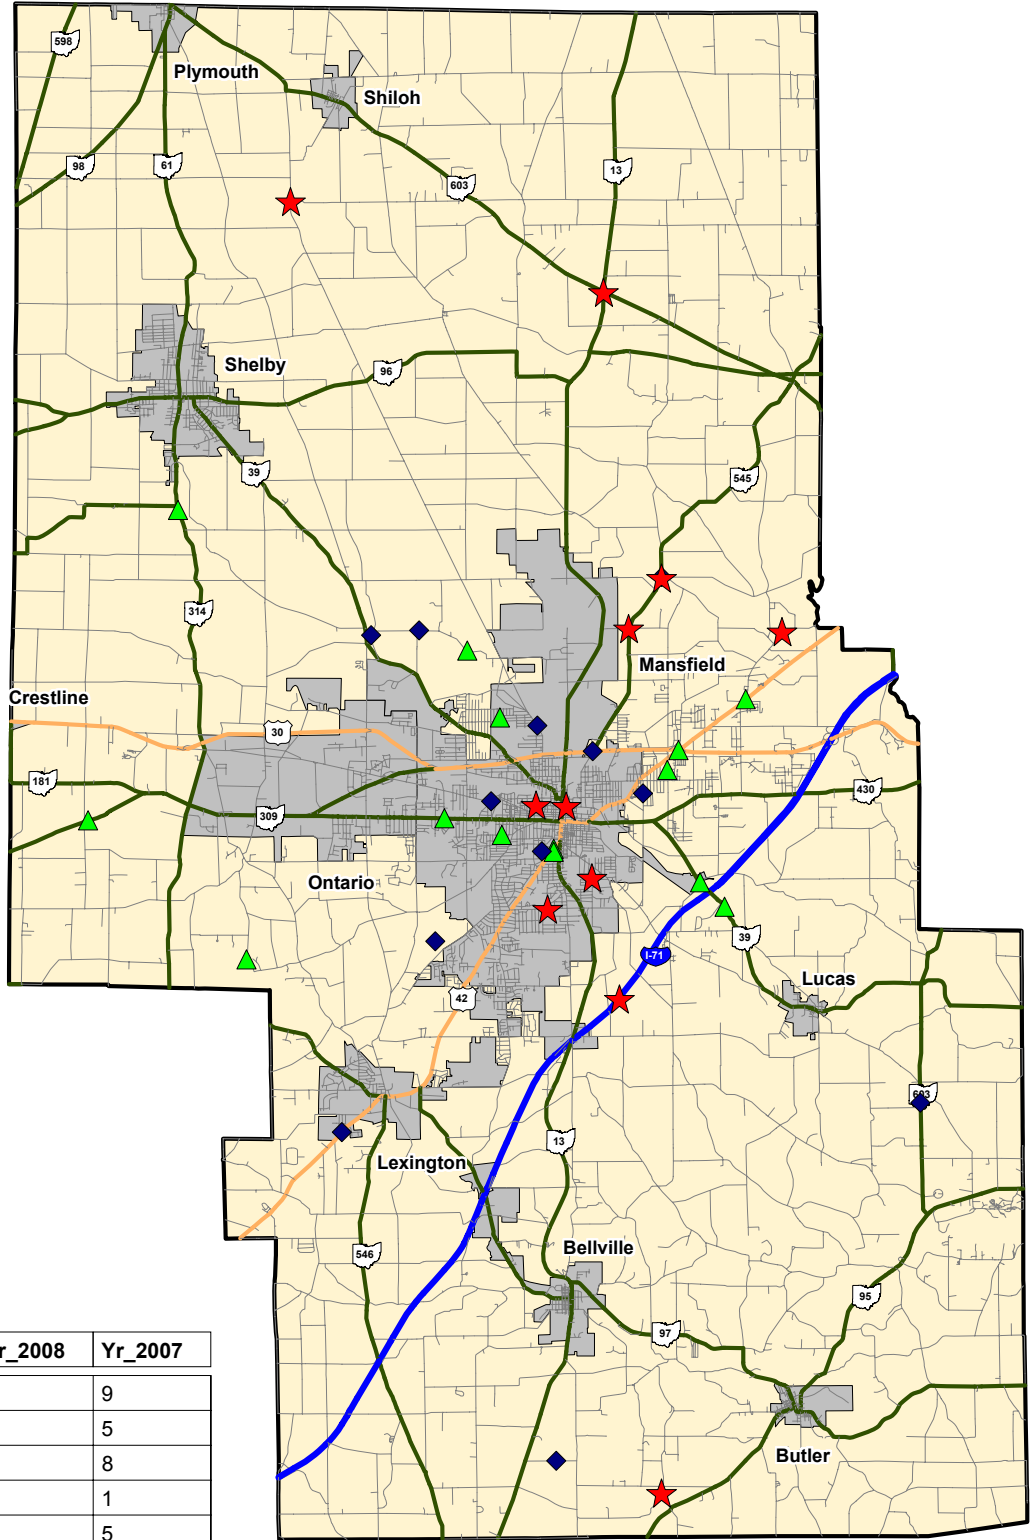 598
Plymouth
Shiloh
98
61
603
13
Shelby
96
39
545
314
Mansfield
Crestline
30
181
309
430
Ontario
39
I-71
Lucas
42
603
13
Lexington
Bellville
546
95
97
Butler
r_2008 Yr_2007
9
5
8
1
5